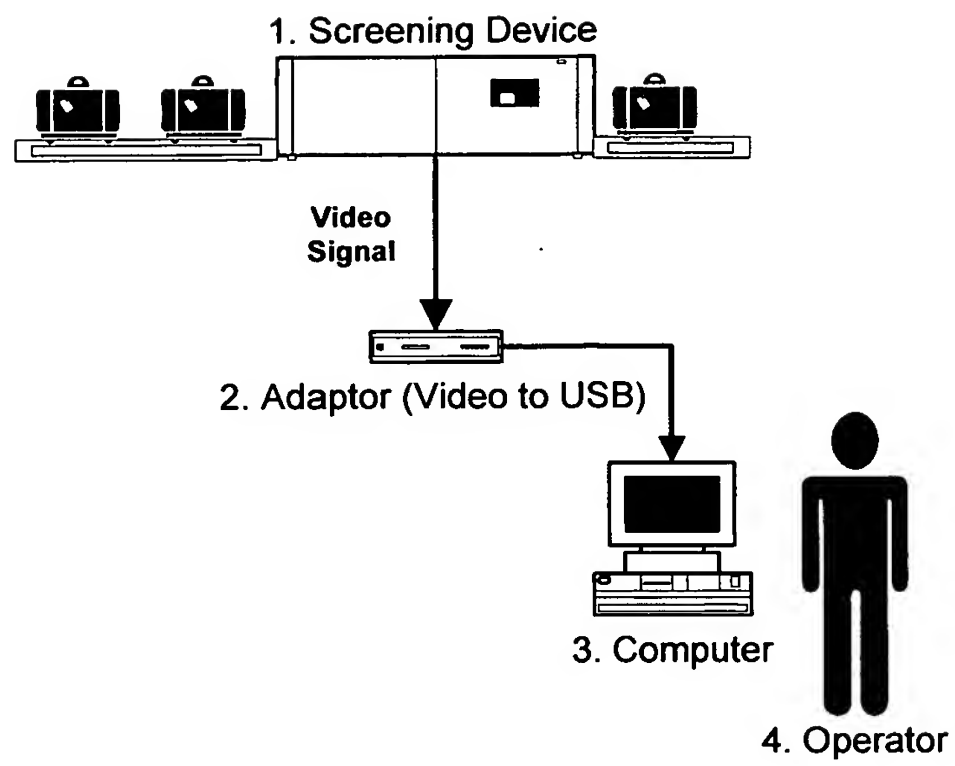 1. Screening Device
Video
Signal
2. Adaptor (Video to USB)
3. Computer
4. Operator